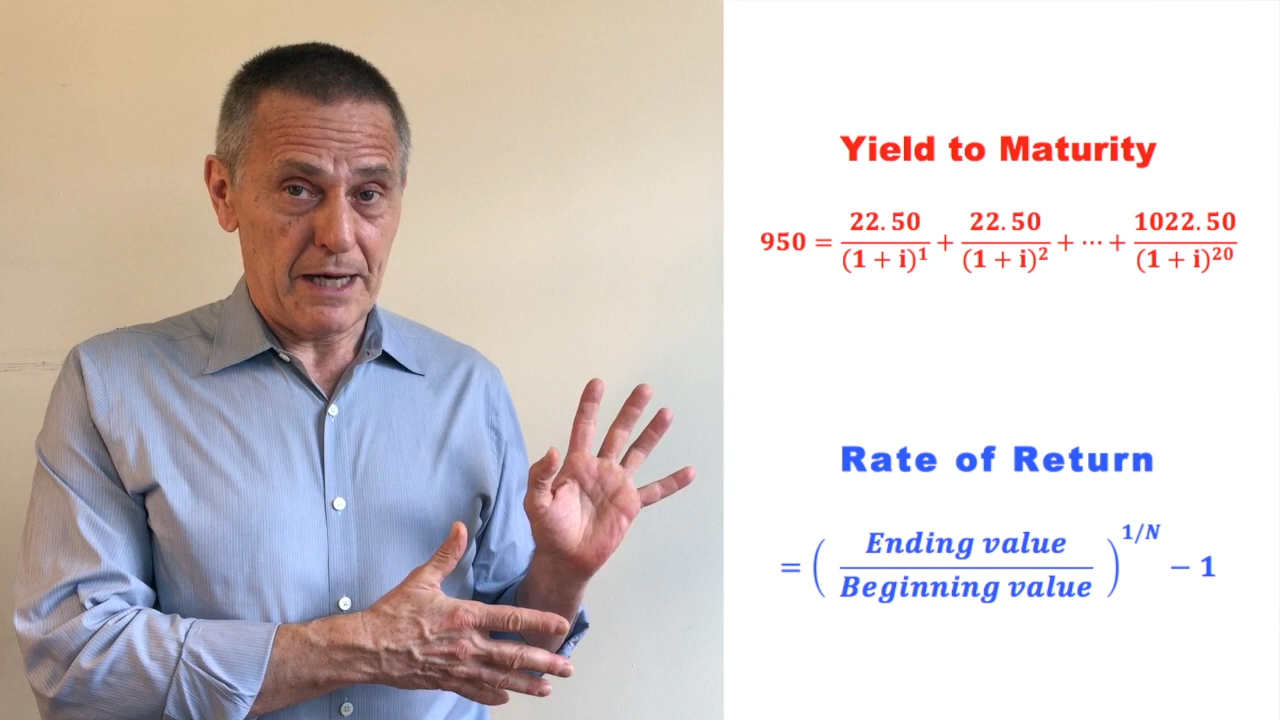 Yield to Maturity
950 = 22.50/(1 + i)^1 + 22.50/(1 + i)^2 + ⋯ + 1022.50/(1 + i)^20
Rate of Return
= (Ending value/Beginning value)^1/N − 1